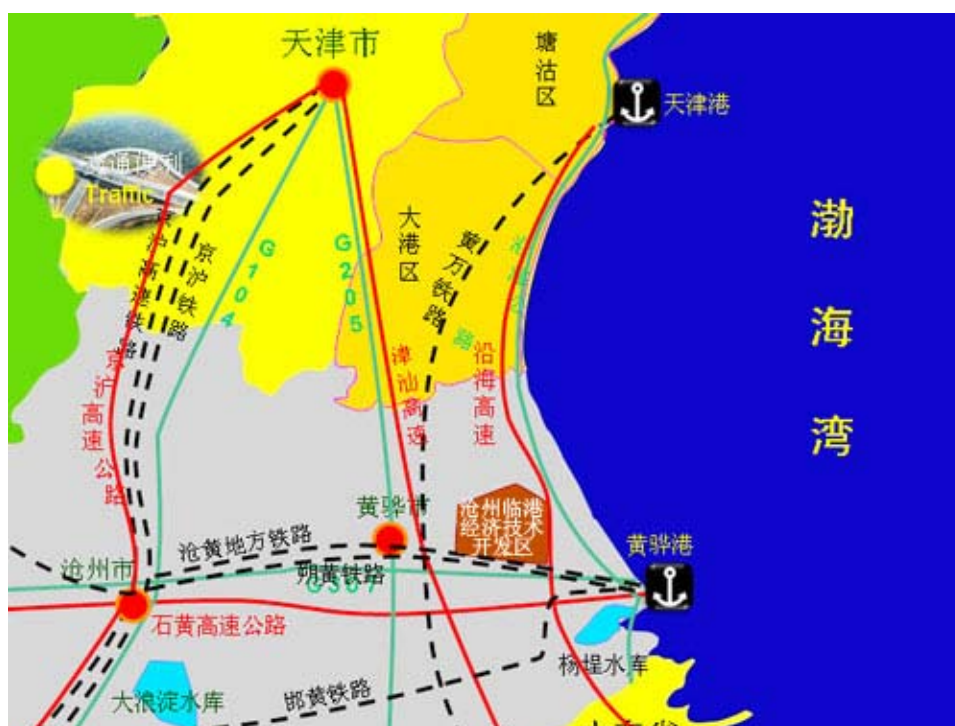 天津市
塘沽区
天津港
交通便利
Traffic
渤海湾
大港区
黄万铁路
G104
G205
京沪铁路
京沪高速铁路
京沪高速公路
路
沿海高速
津汕高速
沧州临港
经济技术
开发区
黄骅市
黄骅港
沧黄地方铁路
朔黄铁路
G307
沧州市
石黄高速公路
杨埕水库
大浪淀水库
邯黄铁路